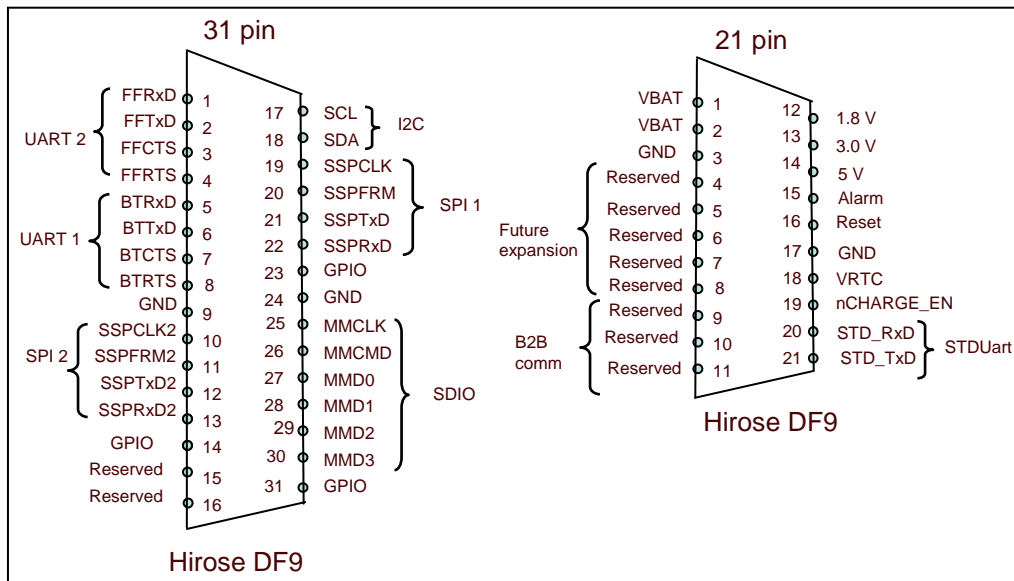 31 pin
FFRxD 1
FFTxD 2
FFCTS 3
FFRTS 4
UART 2
BTRxD 5
BTTxD 6
BTCTS 7
BTRTS 8
UART 1
GND 9
SSPCLK2 10
SSPFRM2 11
SSPTxD2 12
SSPRxD2 13
SPI 2
GPIO 14
Reserved 15
Reserved 16
17 SCL
18 SDA
I2C
19 SSPCLK
20 SSPFRM
21 SSPTxD
22 SSPRxD
SPI 1
23 GPIO
24 GND
25 MMCLK
26 MMCMD
27 MMD0
28 MMD1
29 MMD2
30 MMD3
SDIO
31 GPIO
Hirose DF9
21 pin
VBAT 1
VBAT 2
GND 3
Reserved 4
Reserved 5
Reserved 6
Reserved 7
Reserved 8
Future
expansion
Reserved 9
Reserved 10
Reserved 11
B2B
comm
12 1.8 V
13 3.0 V
14 5 V
15 Alarm
16 Reset
17 GND
18 VRTC
19 nCHARGE_EN
20 STD_RxD
21 STD_TxD
STDUart
Hirose DF9